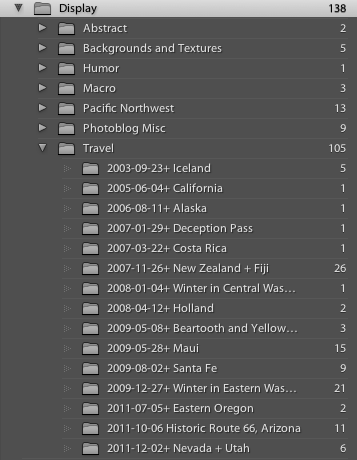 Display 138
Abstract 2
Backgrounds and Textures 5
Humor 1
Macro 3
Pacific Northwest 13
Photoblog Misc 9
Travel 105
2003-09-23+ Iceland 5
2005-06-04+ California 1
2006-08-11+ Alaska 1
2007-01-29+ Deception Pass 1
2007-03-22+ Costa Rica 1
2007-11-26+ New Zealand + Fiji 26
2008-01-04+ Winter in Central Was... 1
2008-04-12+ Holland 2
2009-05-08+ Beartooth and Yellow... 3
2009-05-28+ Maui 15
2009-08-02+ Santa Fe 9
2009-12-27+ Winter in Eastern Was... 21
2011-07-05+ Eastern Oregon 2
2011-10-06 Historic Route 66, Arizona 11
2011-12-02+ Nevada + Utah 6